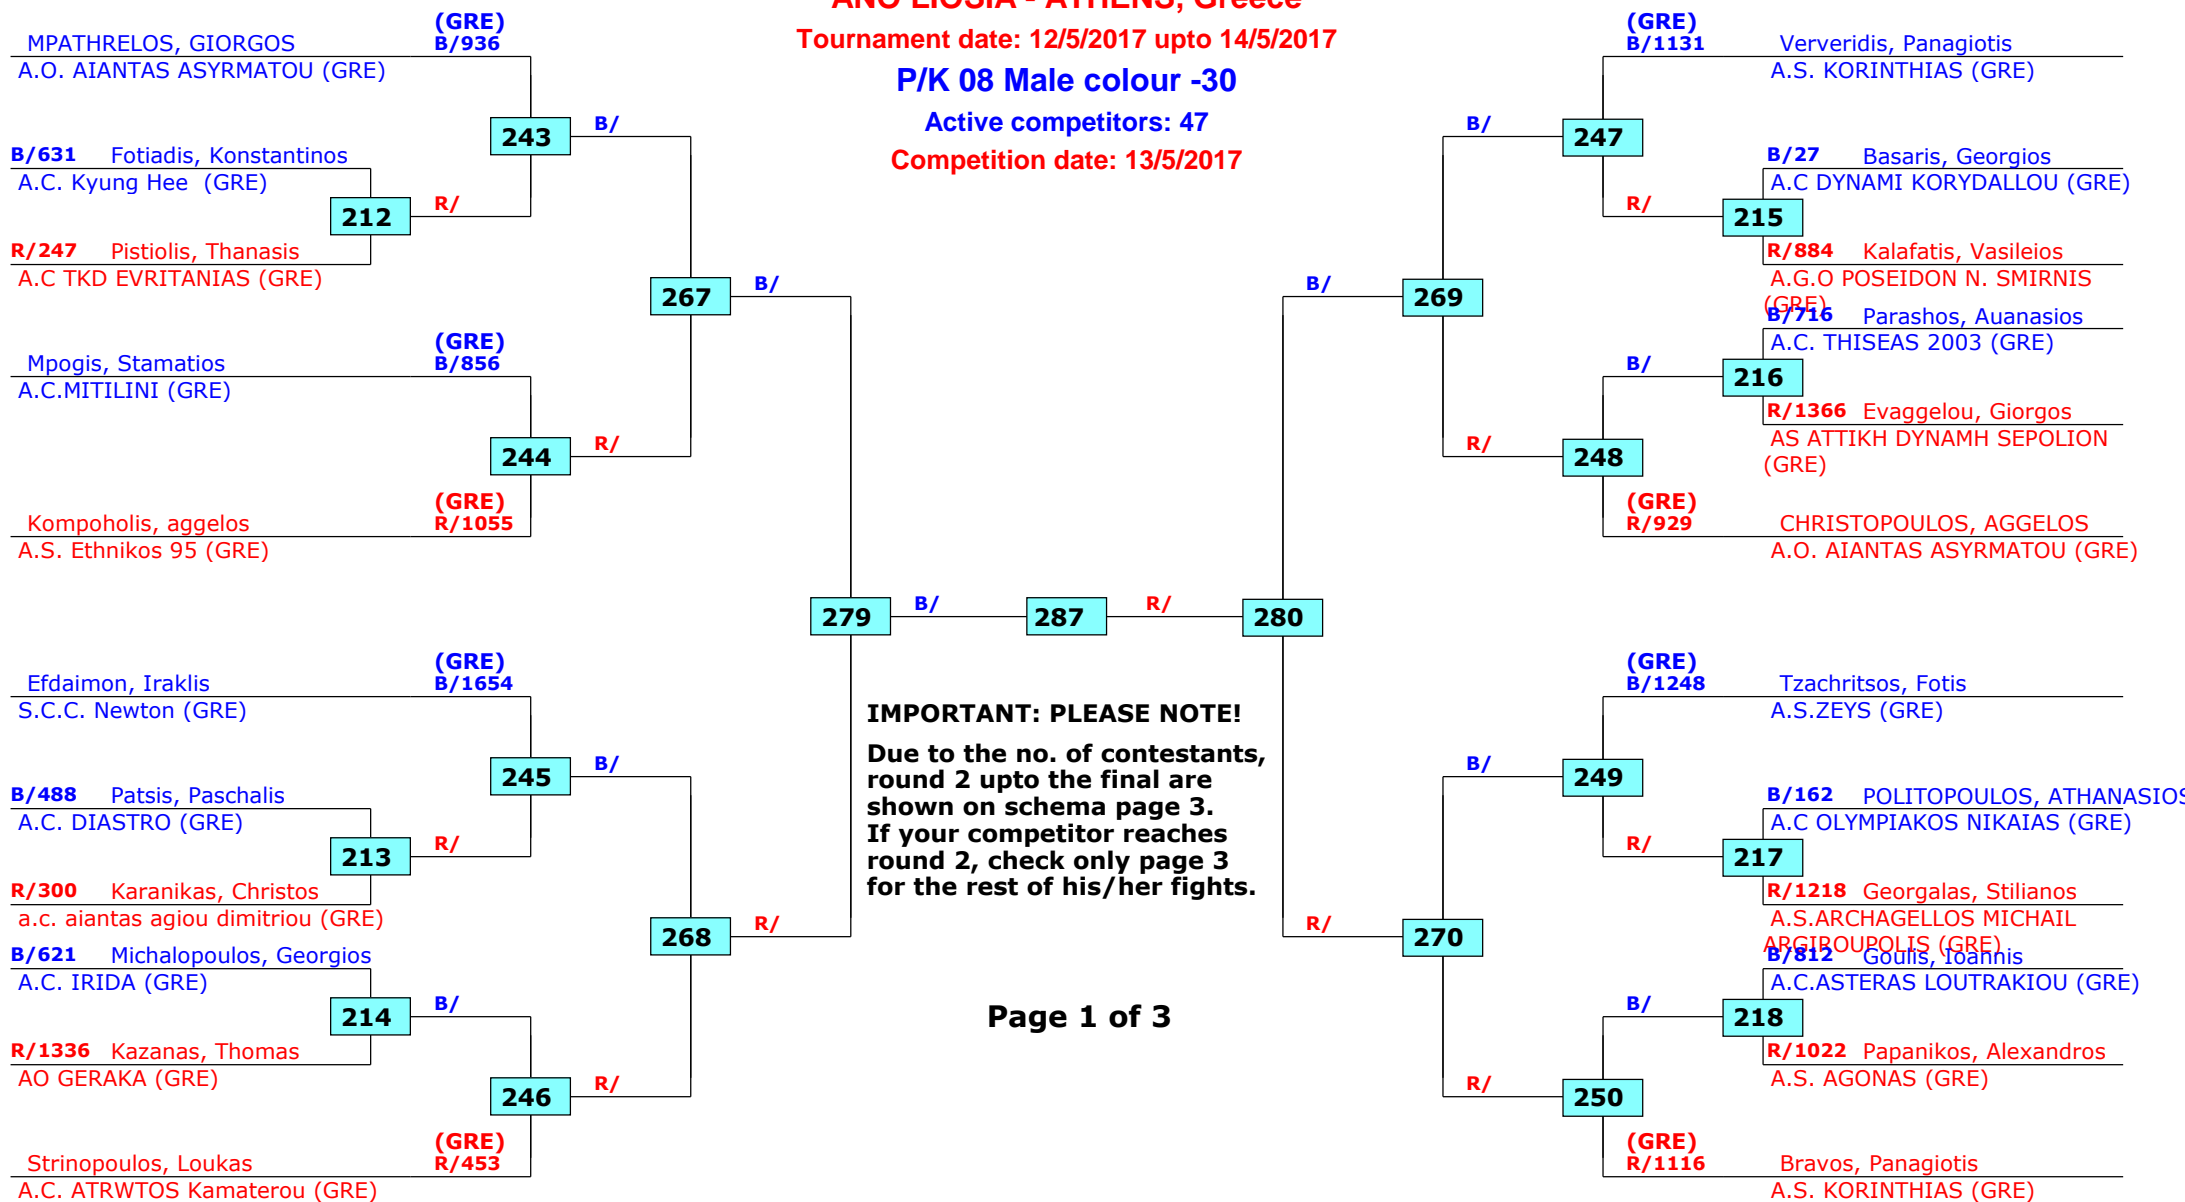 ANO LIOSIA - ATHENS, Greece
Tournament date: 12/5/2017 upto 14/5/2017
P/K 08 Male colour -30
Active competitors: 47
Competition date: 13/5/2017
(GRE)
MPATHRELOS, GIORGOS B/936
A.O. AIANTAS ASYRMATOU (GRE)
243 B/
B/631 Fotiadis, Konstantinos
A.C. Kyung Hee (GRE)
212 R/
R/247 Pistiolis, Thanasis
A.C TKD EVRITANIAS (GRE)
267 B/
(GRE)
Mpogis, Stamatios B/856
A.C.MITILINI (GRE)
244 R/
(GRE)
Kompoholis, aggelos R/1055
A.S. Ethnikos 95 (GRE)
279 B/ 287 R/ 280
(GRE)
Efdaimon, Iraklis B/1654
S.C.C. Newton (GRE)
245 B/
B/488 Patsis, Paschalis
A.C. DIASTRO (GRE)
213 R/
R/300 Karanikas, Christos
a.c. aiantas agiou dimitriou (GRE)
268 R/
B/621 Michalopoulos, Georgios
A.C. IRIDA (GRE)
214 B/
R/1336 Kazanas, Thomas
AO GERAKA (GRE)
246 R/
(GRE)
Strinopoulos, Loukas R/453
A.C. ATRWTOS Kamaterou (GRE)
IMPORTANT: PLEASE NOTE!
Due to the no. of contestants,
round 2 upto the final are
shown on schema page 3.
If your competitor reaches
round 2, check only page 3
for the rest of his/her fights.
Page 1 of 3
(GRE)
B/1131 Ververidis, Panagiotis
A.S. KORINTHIAS (GRE)
B/ 247
B/27 Basaris, Georgios
A.C DYNAMI KORYDALLOU (GRE)
R/ 215
R/884 Kalafatis, Vasileios
A.G.O POSEIDON N. SMIRNIS
(GRE)
B/ 269
B/716 Parashos, Auanasios
A.C. THISEAS 2003 (GRE)
B/ 216
R/1366 Evaggelou, Giorgos
AS ATTIKH DYNAMH SEPOLION
(GRE)
R/ 248
(GRE)
R/929 CHRISTOPOULOS, AGGELOS
A.O. AIANTAS ASYRMATOU (GRE)
(GRE)
B/1248 Tzachritsos, Fotis
A.S.ZEYS (GRE)
B/ 249
B/162 POLITOPOULOS, ATHANASIOS
A.C OLYMPIAKOS NIKAIAS (GRE)
R/ 217
R/1218 Georgalas, Stilianos
A.S.ARCHAGELLOS MICHAIL
ARGIROUPOLIS (GRE)
R/ 270
B/812 Goulis, Ioannis
A.C.ASTERAS LOUTRAKIOU (GRE)
B/ 218
R/1022 Papanikos, Alexandros
A.S. AGONAS (GRE)
R/ 250
(GRE)
R/1116 Bravos, Panagiotis
A.S. KORINTHIAS (GRE)